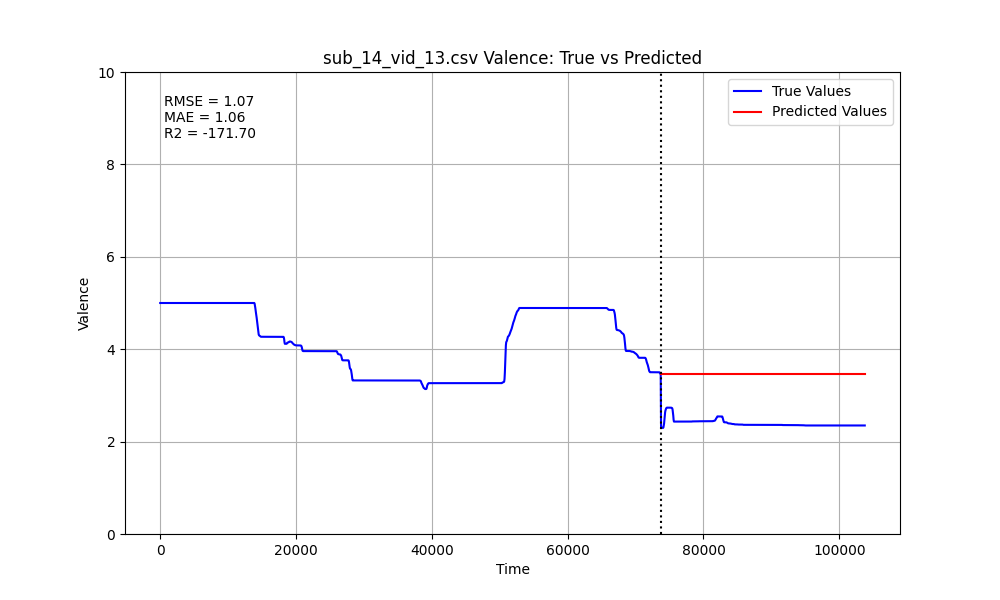 sub_14_vid_13.csv Valence: True vs Predicted
RMSE = 1.07
MAE = 1.06
R2 = -171.70
True Values
Predicted Values
Valence
10
8
6
4
2
0
0
20000
40000
60000
80000
100000
Time